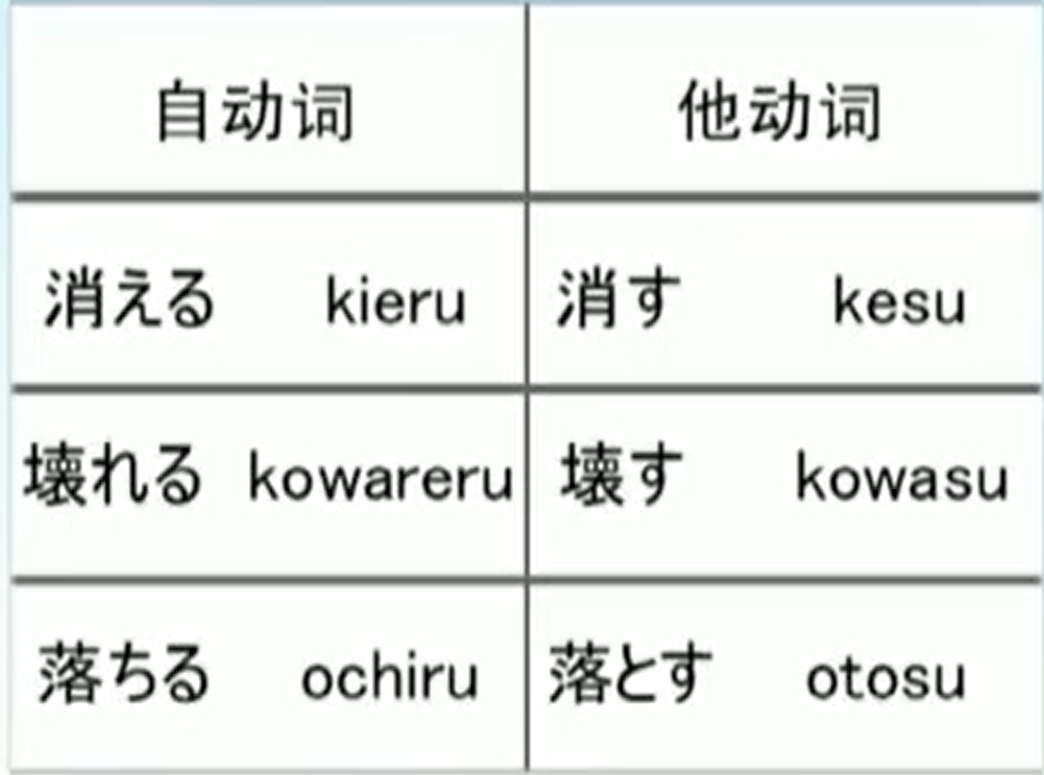 自动词 他动词
消える kieru 消す kesu
壊れる kowareru 壊す kowasu
落ちる ochiru 落とす otosu